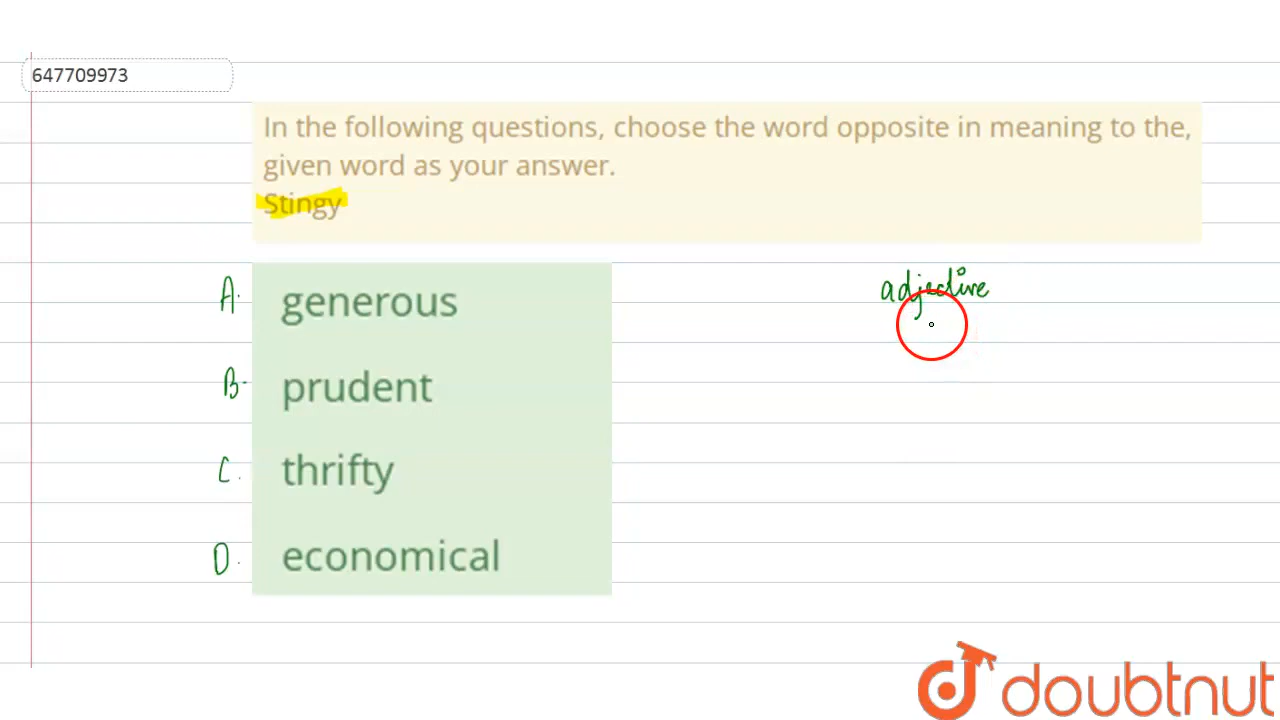 647709973
In the following questions, choose the word opposite in meaning to the,
given word as your answer.
Stingy
A. generous
adjective
B. prudent
C. thrifty
D. economical
doubtnut